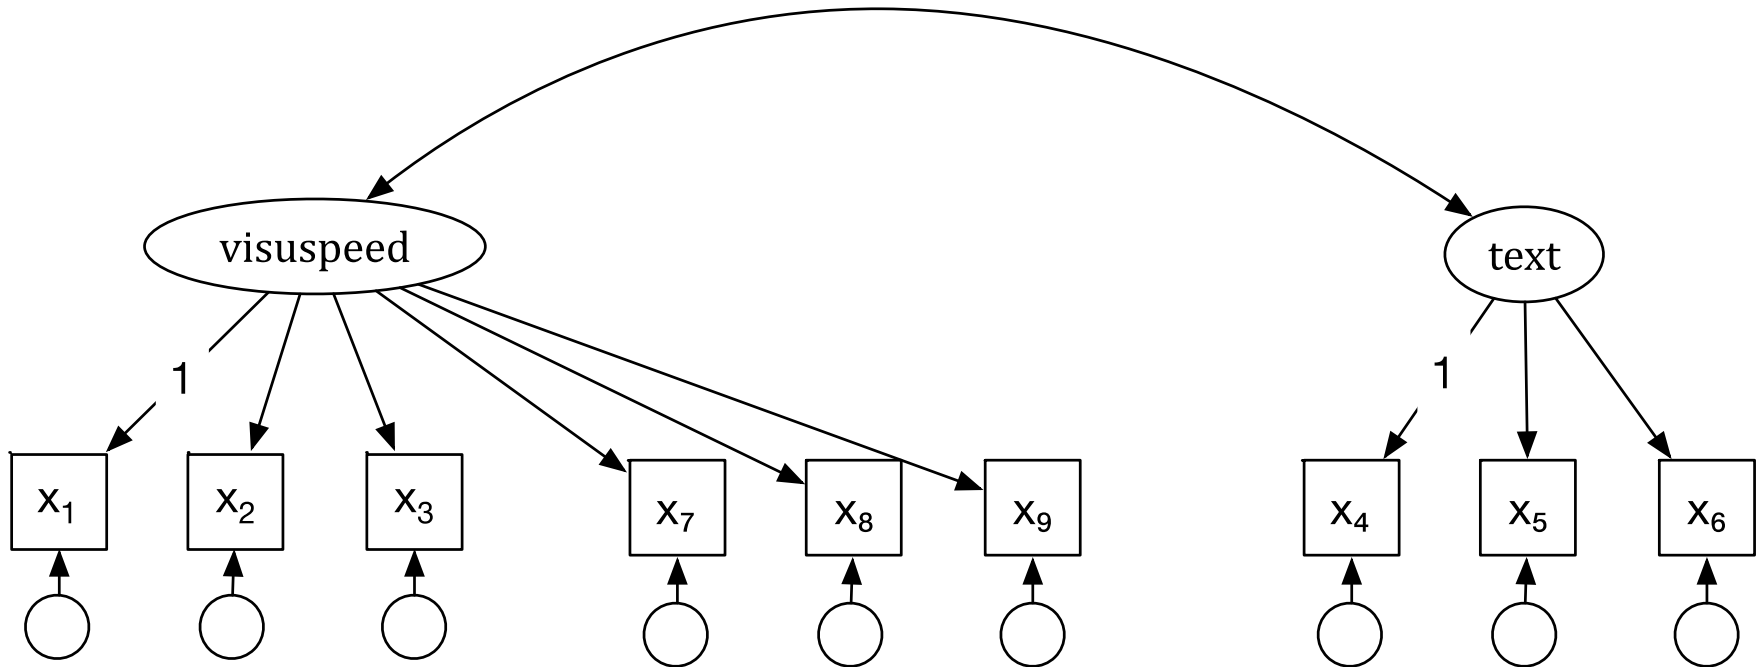 visuspeed
text
1
1
x₁
x₂
x₃
x₇
x₈
x₉
x₄
x₅
x₆